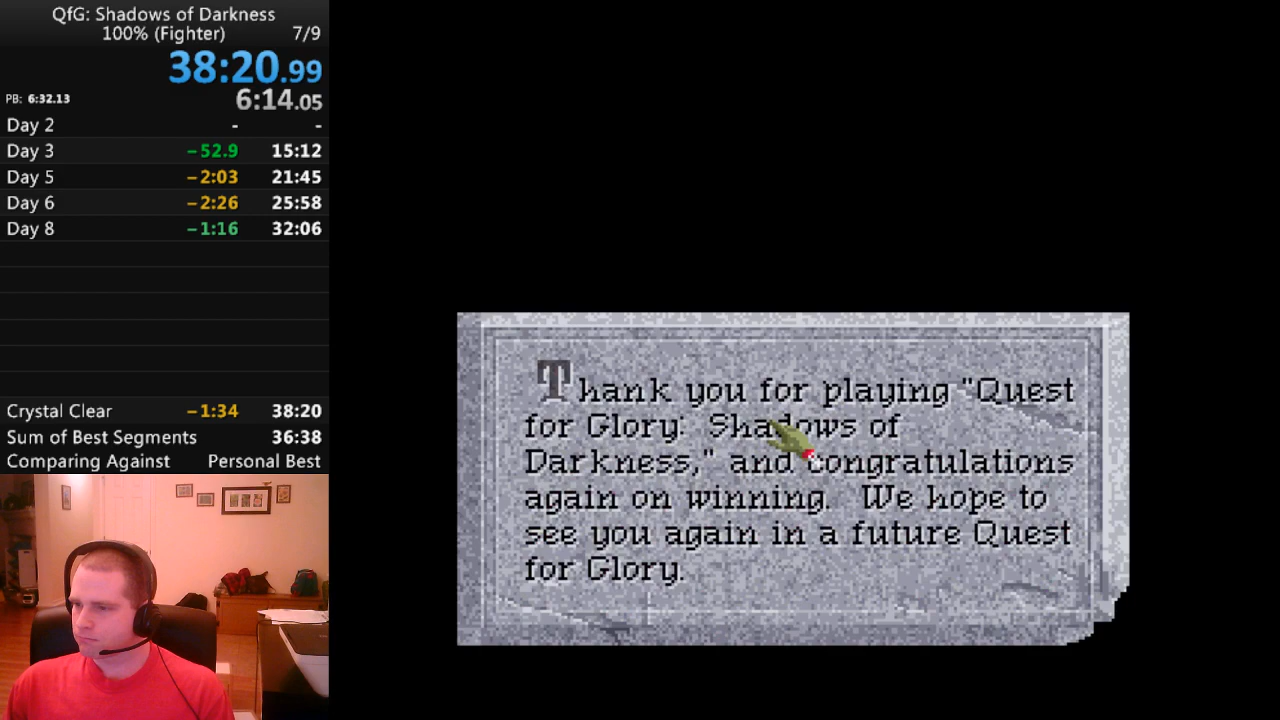 QfG: Shadows of Darkness
100% (Fighter) 7/9
38:20.99
PB: 6:32.13 6:14.05
Day 2 - -
Day 3 -52.9 15:12
Day 5 -2:03 21:45
Day 6 -2:26 25:58
Day 8 -1:16 32:06
Crystal Clear -1:34 38:20
Sum of Best Segments 36:38
Comparing Against Personal Best
Thank you for playing "Quest
for Glory: Shadows of
Darkness," and congratulations
again on winning. We hope to
see you again in a future Quest
for Glory.